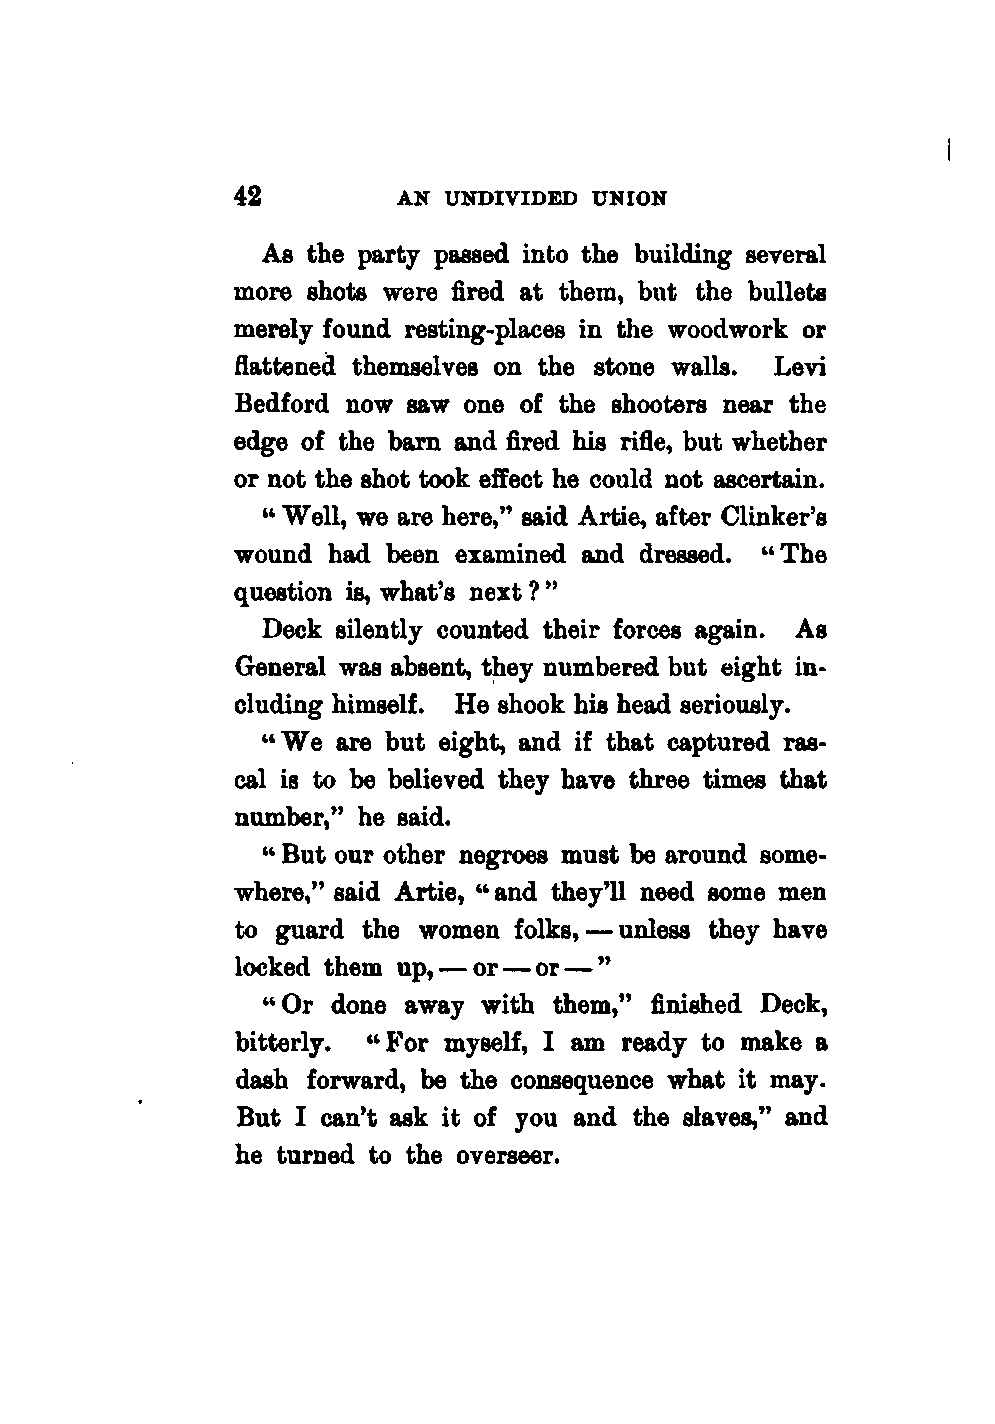 42 AN UNDIVIDED UNION
As the party passed into the building several
more shots were fired at them, but the bullets
merely found resting-places in the woodwork or
flattened themselves on the stone walls. Levi
Bedford now saw one of the shooters near the
edge of the barn and fired his rifle, but whether
or not the shot took effect he could not ascertain.
“Well, we are here,” said Artie, after Clinker’s
wound had been examined and dressed. “The
question is, what’s next?”
Deck silently counted their forces again. As
General was absent, they numbered but eight in-
cluding himself. He shook his head seriously.
“We are but eight, and if that captured ras-
cal is to be believed they have three times that
number,” he said.
“But our other negroes must be around some-
where,” said Artie, “and they’ll need some men
to guard the women folks, — unless they have
locked them up, — or — or — ”
“Or done away with them,” finished Deck,
bitterly. “For myself, I am ready to make a
dash forward, be the consequence what it may.
But I can’t ask it of you and the slaves,” and
he turned to the overseer.